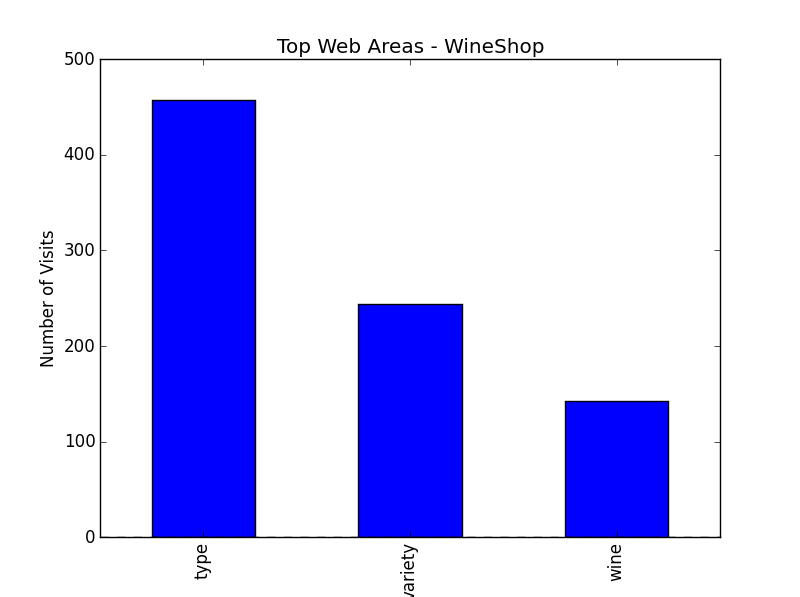 Top Web Areas - WineShop
500
400
300
200
100
0
Number of Visits
type
variety
wine